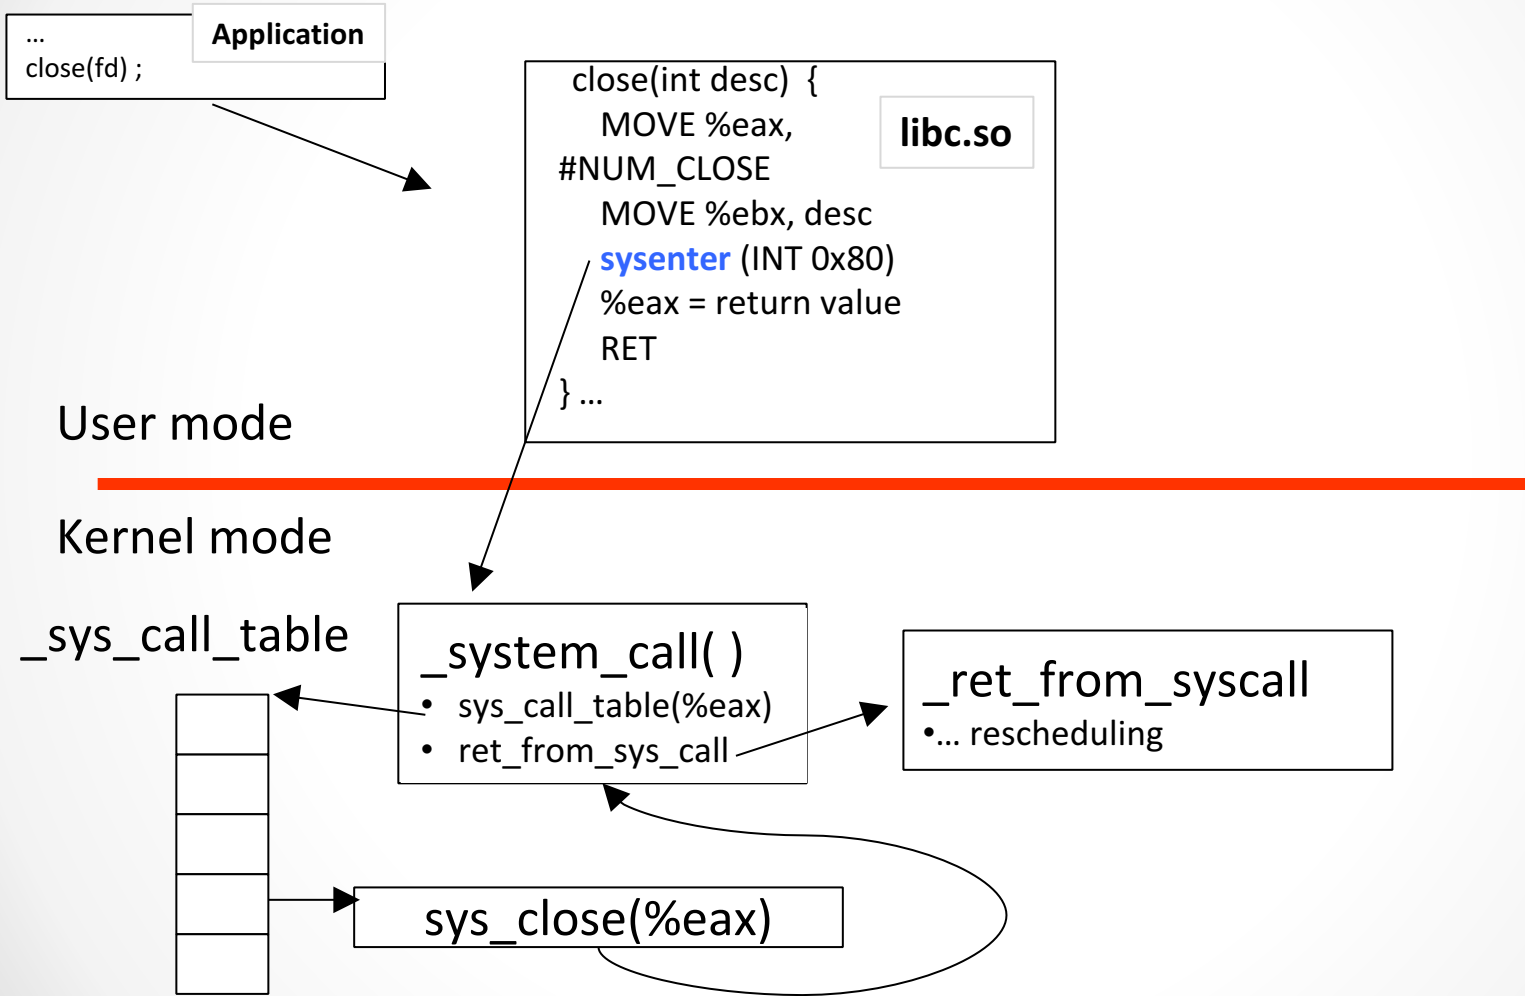 ...
close(fd) ;
Application
close(int desc) {
MOVE %eax,
#NUM_CLOSE
MOVE %ebx, desc
sysenter (INT 0x80)
%eax = return value
RET
} ...
libc.so
User mode
Kernel mode
_sys_call_table
_system_call( )
• sys_call_table(%eax)
• ret_from_sys_call
_ret_from_syscall
•... rescheduling
sys_close(%eax)